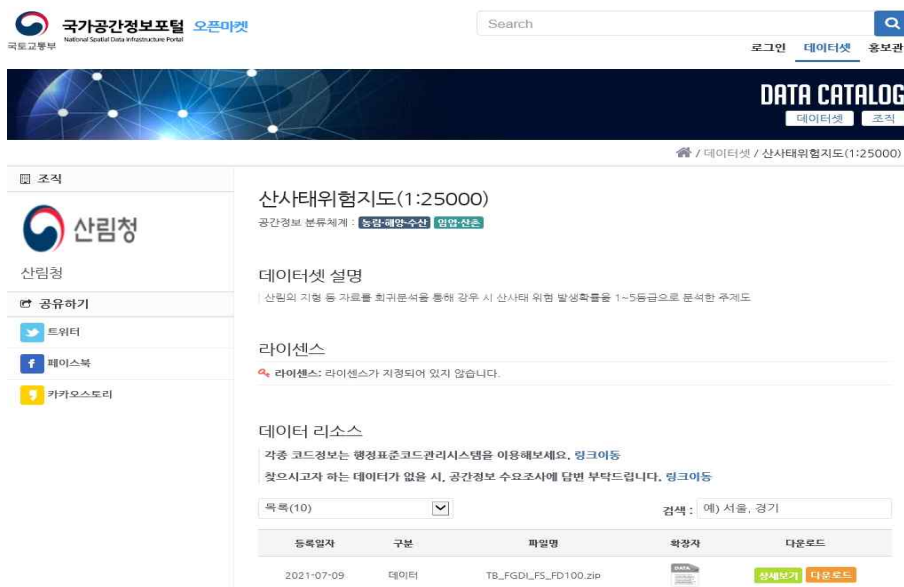 국토교통부
국가공간정보포털 오픈마켓
National Spatial Data Infrastructure Portal
Search
로그인 데이터셋 홍보관
DATA CATALOG
데이터셋 조직
/ 데이터셋 / 산사태위험지도(1:25000)
조직
산림청
산림청
공유하기
트위터
페이스북
카카오스토리
산사태위험지도(1:25000)
공간정보 분류체계 : 농림·해양·수산 임업·산촌
데이터셋 설명
산림의 지형 등 자료를 회귀분석을 통해 강우 시 산사태 위험 발생확률을 1~5등급으로 분석한 주제도
라이센스
라이센스: 라이센스가 지정되어 있지 않습니다.
데이터 리소스
각종 코드정보는 행정표준코드관리시스템을 이용해보세요. 링크이동
찾으시고자 하는 데이터가 없을 시, 공간정보 수요조사에 답변 부탁드립니다. 링크이동
목록(10) 검색 : 예) 서울, 경기
등록일자 구분 파일명 확장자 다운로드
2021-07-09 데이터 TB_FGDI_FS_FD100.zip DATA 상세보기 다운로드